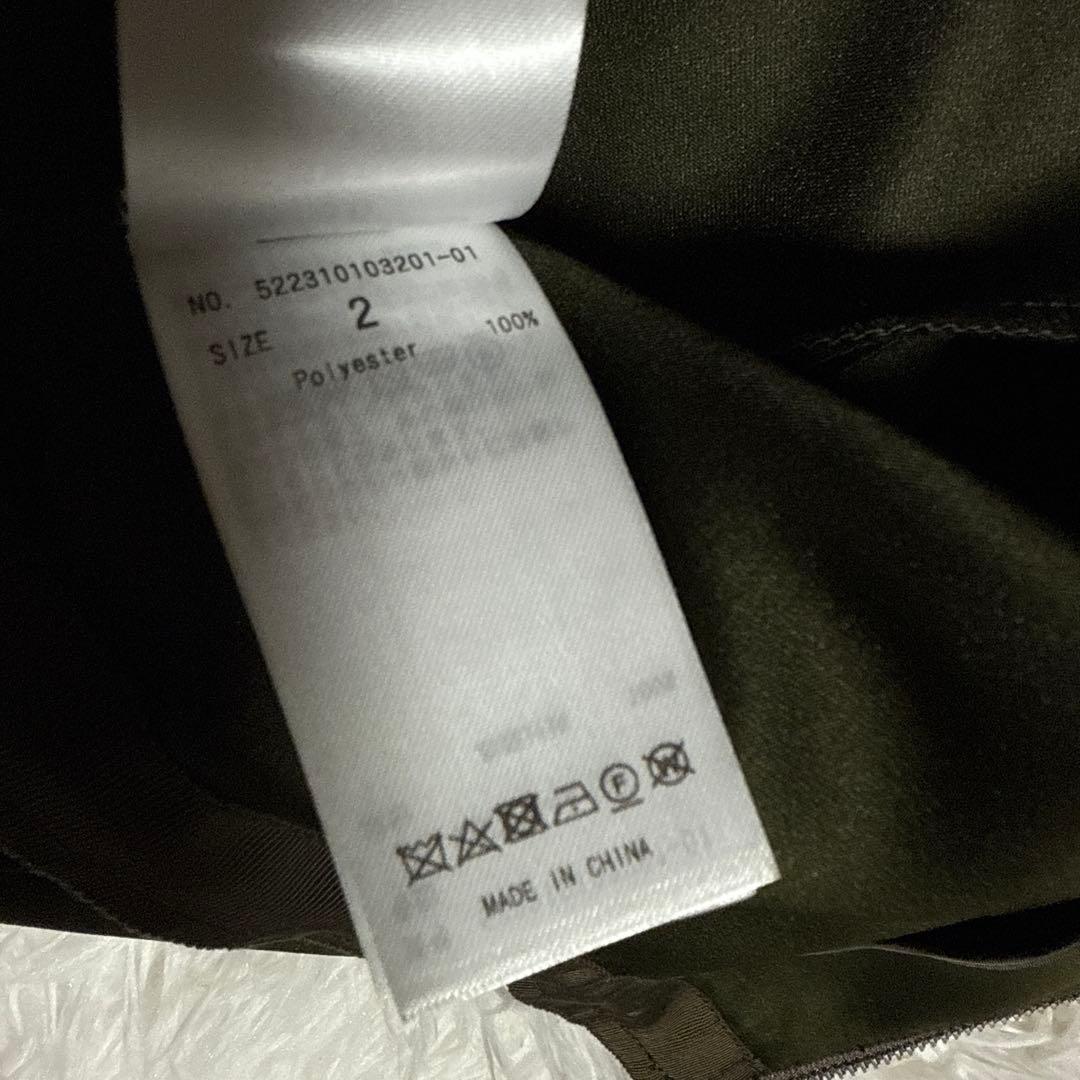 NO. 522310103201-01
SIZE 2
Polyester 100%
F
W
MADE IN CHINA